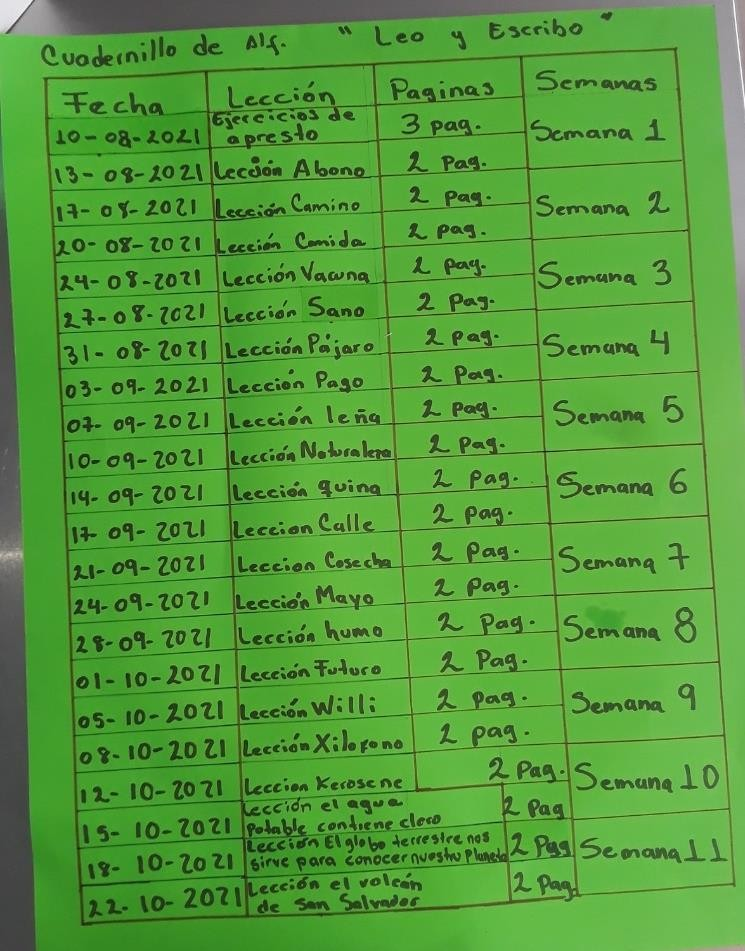 Cuadernillo de Alf. "Leo y Escribo"
Fecha Lección Paginas Semanas
10-08-2021 Ejercicios de apresto 3 pag. Semana 1
13-08-2021 Lección Abono 2 Pag.
17-08-2021 Lección Camino 2 Pag. Semana 2
20-08-2021 Lección Comida 2 pag.
24-08-2021 Lección Vacuna 2 pag. Semana 3
27-08-2021 Lección Sano 2 Pag.
31-08-2021 Lección Pájaro 2 pag. Semana 4
03-09-2021 Lección Pago 2 Pag.
07-09-2021 Lección leña 2 Pag. Semana 5
10-09-2021 Lección Naturaleza 2 Pag.
14-09-2021 Lección quina 2 Pag. Semana 6
17-09-2021 Leccion Calle 2 pag.
21-09-2021 Leccion Cosecha 2 Pag. Semana 7
24-09-2021 Lección Mayo 2 Pag.
28-09-2021 Lección humo 2 Pag. Semana 8
01-10-2021 Lección Futuro 2 Pag.
05-10-2021 Lección Willi 2 pag. Semana 9
08-10-2021 Lección Xilofono 2 pag.
12-10-2021 Leccion Kerosene 2 Pag. Semana 10
15-10-2021 Lección el agua potable contiene cloro 2 Pag
18-10-2021 Lección El globo terrestre nos sirve para conocer nuestro Planeta 2 Pag Semana 11
22-10-2021 Lección el volcán de San Salvador 2 Pag.